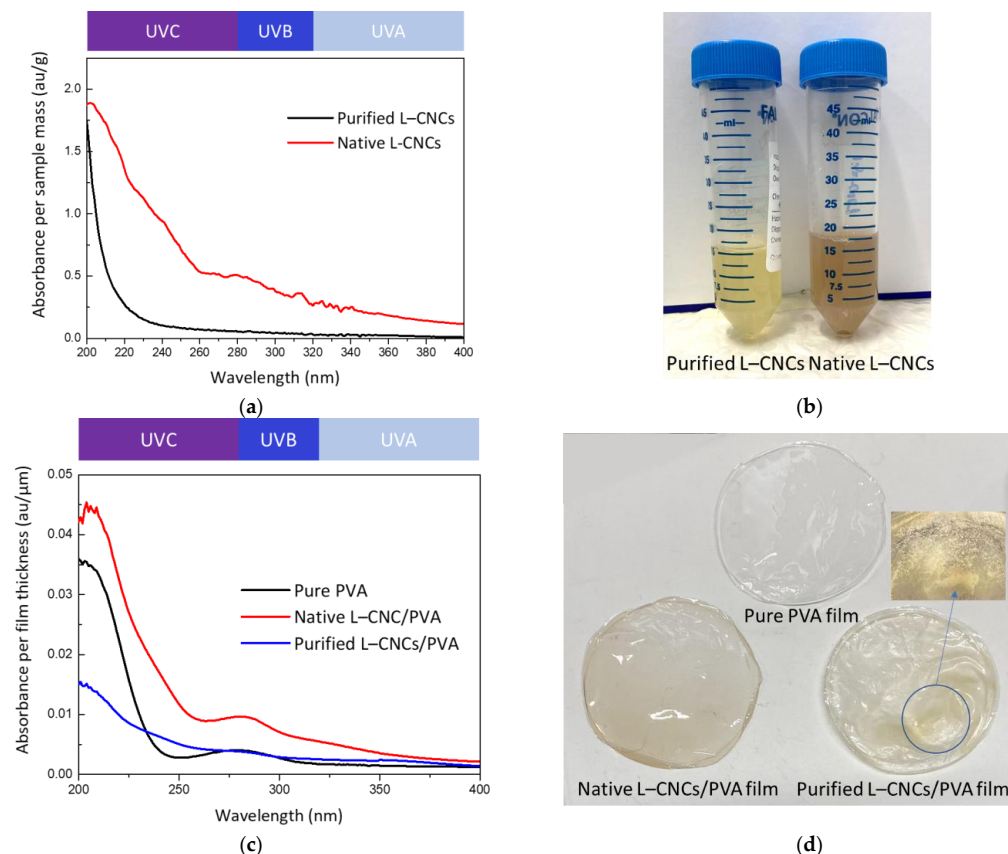 UVC UVB UVA
Absorbance per sample mass (au/g)
2.0
1.5
1.0
0.5
0.0
Purified L–CNCs
Native L-CNCs
200 220 240 260 280 300 320 340 360 380 400
Wavelength (nm)
(a)
ml
45
20
15
10
7.5
5
Purified L–CNCs Native L–CNCs
(b)
UVC UVB UVA
Absorbance per film thickness (au/μm)
0.05
0.04
0.03
0.02
0.01
0.00
Pure PVA
Native L–CNC/PVA
Purified L–CNCs/PVA
200 250 300 350 400
Wavelength (nm)
(c)
Pure PVA film
Native L–CNCs/PVA film Purified L–CNCs/PVA film
(d)